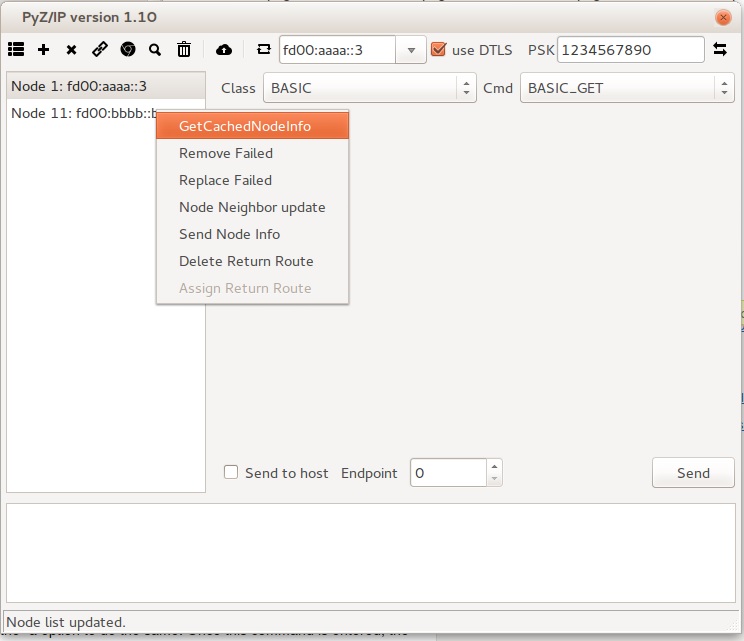 PyZ/IP version 1.10
fd00:aaaa::3
use DTLS
PSK
1234567890
Node 1: fd00:aaaa::3
Node 11: fd00:bbbb::b
Class
BASIC
Cmd
BASIC_GET
GetCachedNodeInfo
Remove Failed
Replace Failed
Node Neighbor update
Send Node Info
Delete Return Route
Assign Return Route
Send to host
Endpoint
0
Send
Node list updated.